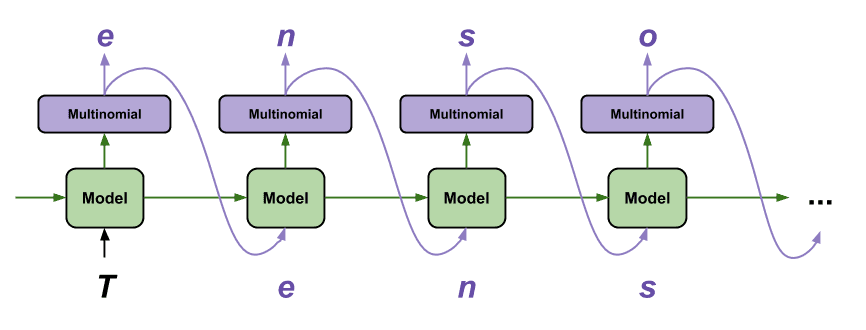 e n s o
Multinomial Multinomial Multinomial Multinomial
Model Model Model Model ...
T e n s